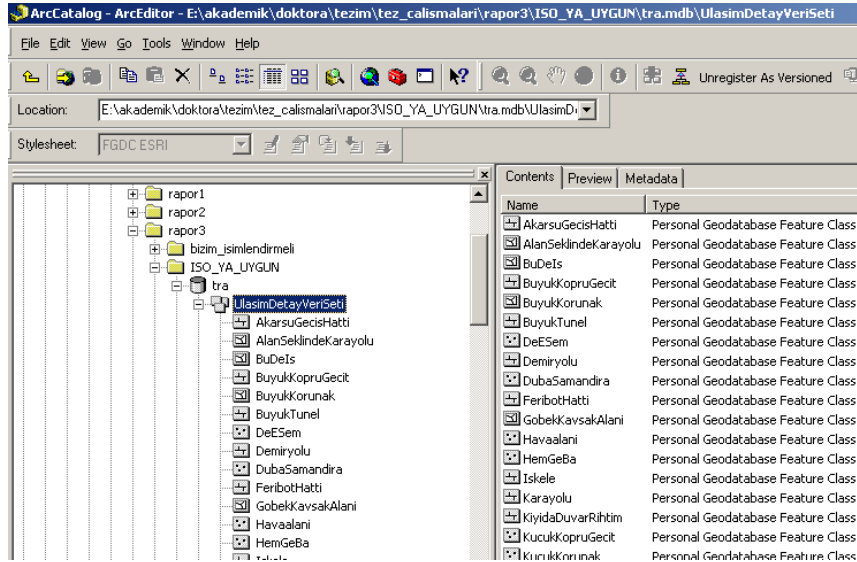 ArcCatalog - ArcEditor - E:\akademik\doktora\tezim\tez_calismalari\rapor3\ISO_YA_UYGUN\tra.mdb\UlasimDetayVeriSeti
File Edit View Go Tools Window Help
Unregister As Versioned
Location: E:\akademik\doktora\tezim\tez_calismalari\rapor3\ISO_YA_UYGUN\tra.mdb\UlasimD
Stylesheet: FGDC ESRI
rapor1
rapor2
rapor3
bizim_isimlendirmeli
ISO_YA_UYGUN
tra
UlasimDetayVeriSeti
AkarsuGecisHatti
AlanSeklindeKarayolu
BuDeIs
BuyukKopruGecit
BuyukKorunak
BuyukTunel
DeESem
Demiryolu
DubaSamandira
FeribotHatti
GobekKavsakAlani
Havaalani
HemGeBa
Iskele
Contents Preview Metadata
Name Type
AkarsuGecisHatti Personal Geodatabase Feature Class
AlanSeklindeKarayolu Personal Geodatabase Feature Class
BuDeIs Personal Geodatabase Feature Class
BuyukKopruGecit Personal Geodatabase Feature Class
BuyukKorunak Personal Geodatabase Feature Class
BuyukTunel Personal Geodatabase Feature Class
DeESem Personal Geodatabase Feature Class
Demiryolu Personal Geodatabase Feature Class
DubaSamandira Personal Geodatabase Feature Class
FeribotHatti Personal Geodatabase Feature Class
GobekKavsakAlani Personal Geodatabase Feature Class
Havaalani Personal Geodatabase Feature Class
HemGeBa Personal Geodatabase Feature Class
Iskele Personal Geodatabase Feature Class
Karayolu Personal Geodatabase Feature Class
KiyidaDuvarRihtim Personal Geodatabase Feature Class
KucukKopruGecit Personal Geodatabase Feature Class
KucukKorunak Personal Geodatabase Feature Class